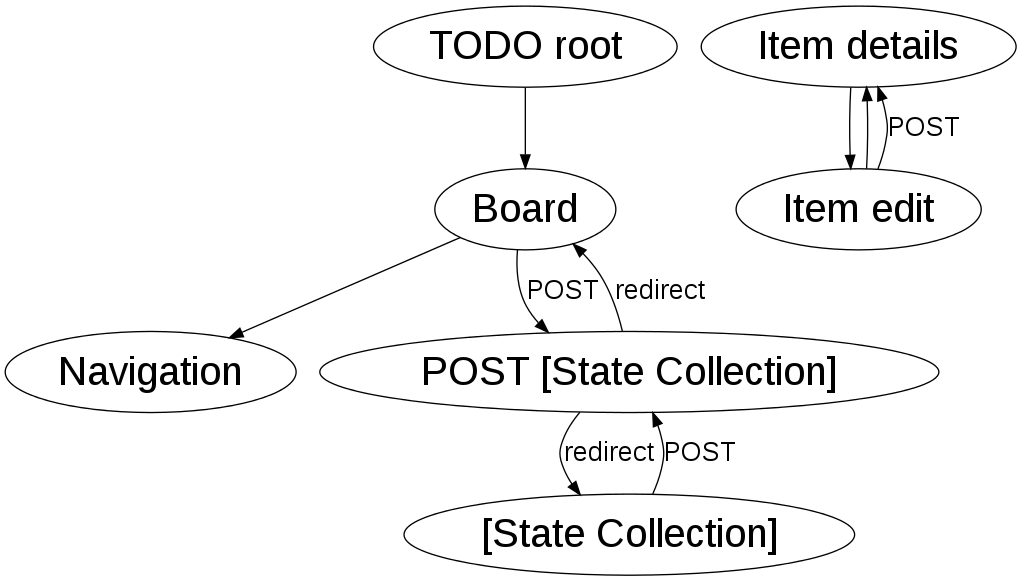 TODO root
Item details
POST
Board
Item edit
POST
redirect
Navigation
POST [State Collection]
redirect
POST
[State Collection]